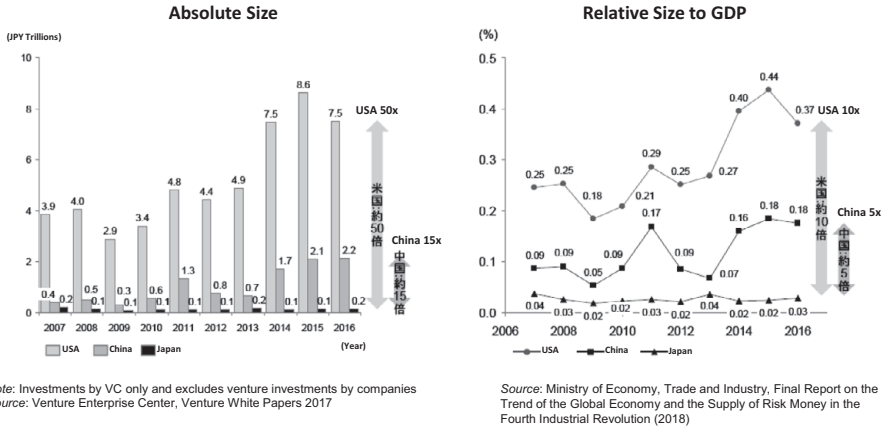 Absolute Size
(JPY Trillions)
10
8
6
4
2
0
3.9
0.4
0.2
4.0
0.5
0.1
2.9
0.3
0.1
3.4
0.6
0.1
4.8
1.3
0.1
4.4
0.8
0.1
4.9
0.7
0.2
7.5
1.7
0.1
8.6
2.1
0.1
7.5
2.2
0.2
USA 50x
米国：約50倍
China 15x
中国：約15倍
2007 2008 2009 2010 2011 2012 2013 2014 2015 2016
(Year)
USA China Japan
ote: Investments by VC only and excludes venture investments by companies
ource: Venture Enterprise Center, Venture White Papers 2017
Relative Size to GDP
(%)
0.5
0.4
0.3
0.2
0.1
0.0
0.25 0.25 0.18 0.21 0.29 0.25 0.27 0.40 0.44 0.37
0.09 0.09 0.05 0.09 0.17 0.09 0.07 0.16 0.18 0.18
0.04 0.03 0.02 0.02 0.03 0.02 0.04 0.02 0.02 0.03
USA 10x
米国：約10倍
China 5x
中国：約5倍
2006 2008 2010 2012 2014 2016
USA China Japan
Source: Ministry of Economy, Trade and Industry, Final Report on the
Trend of the Global Economy and the Supply of Risk Money in the
Fourth Industrial Revolution (2018)